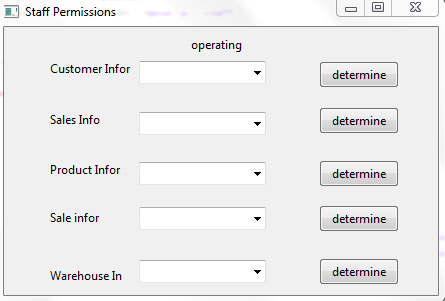 Staff Permissions
operating
Customer Infor
determine
Sales Info
determine
Product Infor
determine
Sale infor
determine
Warehouse In
determine